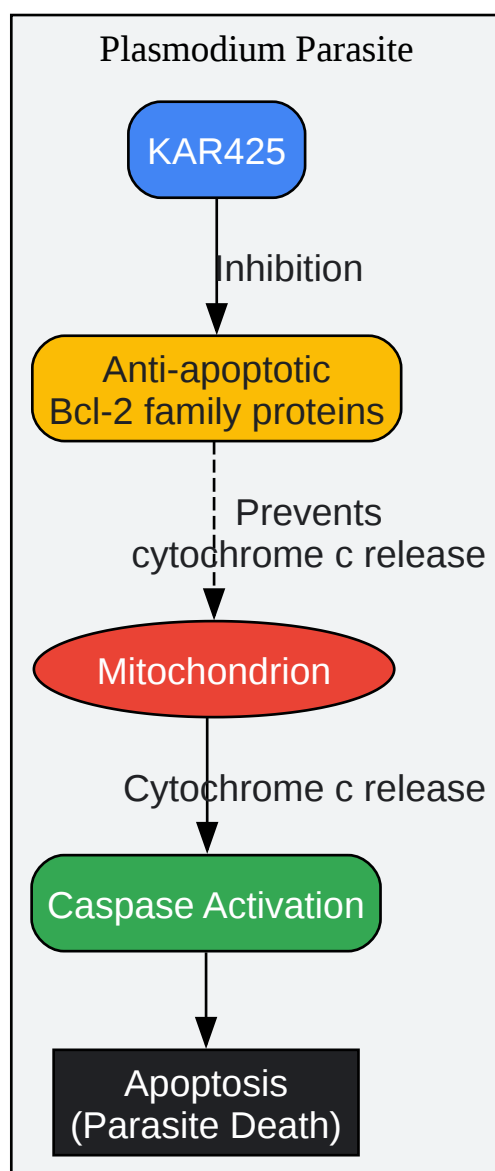 Plasmodium Parasite
KAR425
Inhibition
Anti-apoptotic
Bcl-2 family proteins
Prevents
cytochrome c release
Mitochondrion
Cytochrome c release
Caspase Activation
Apoptosis
(Parasite Death)